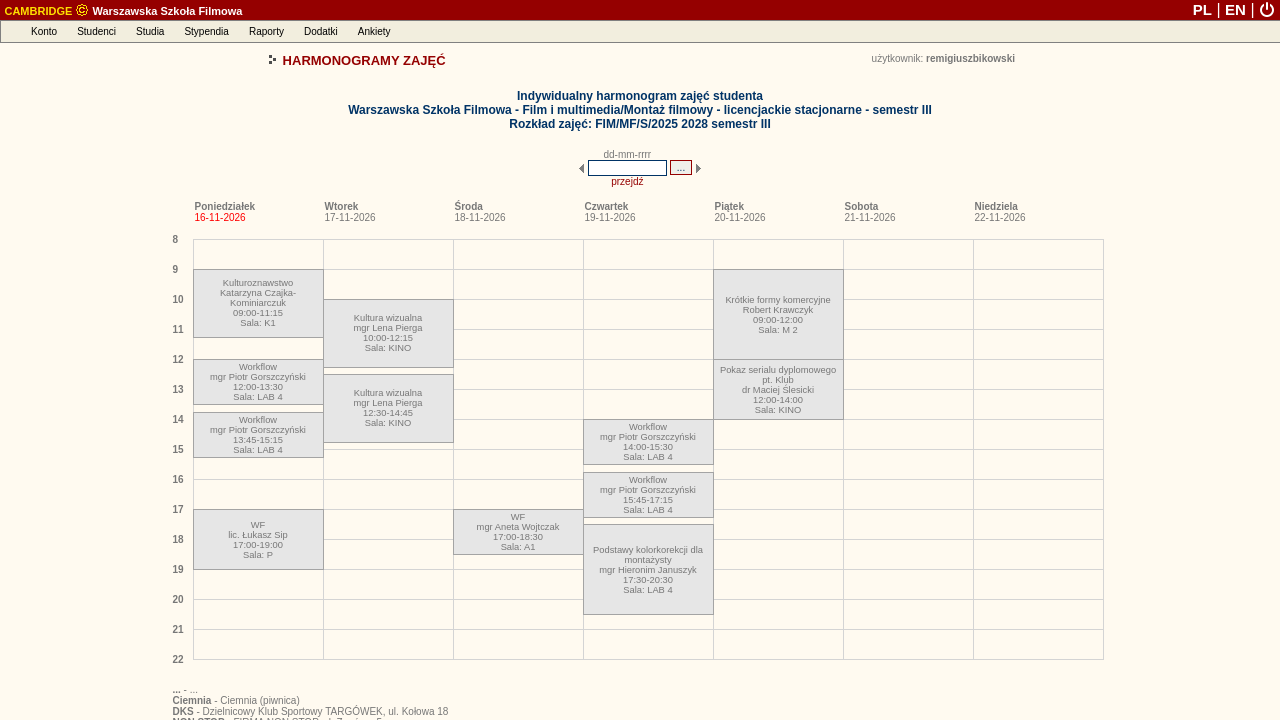 CAMBRIDGE Warszawska Szkoła Filmowa
PL | EN |
Konto Studenci Studia Stypendia Raporty Dodatki Ankiety
HARMONOGRAMY ZAJĘĆ
użytkownik: remigiuszbikowski
Indywidualny harmonogram zajęć studenta
Warszawska Szkoła Filmowa - Film i multimedia/Montaż filmowy - licencjackie stacjonarne - semestr III
Rozkład zajęć: FIM/MF/S/2025 2028 semestr III
dd-mm-rrrr
...
przejdź
Poniedziałek Wtorek Środa Czwartek Piątek Sobota Niedziela
16-11-2026 17-11-2026 18-11-2026 19-11-2026 20-11-2026 21-11-2026 22-11-2026
8
9
10
11
12
13
14
15
16
17
18
19
20
21
22
Kulturoznawstwo
Katarzyna Czajka-
Kominiarczuk
09:00-11:15
Sala: K1
Workflow
mgr Piotr Gorszczyński
12:00-13:30
Sala: LAB 4
Workflow
mgr Piotr Gorszczyński
13:45-15:15
Sala: LAB 4
WF
lic. Łukasz Sip
17:00-19:00
Sala: P
Kultura wizualna
mgr Lena Pierga
10:00-12:15
Sala: KINO
Kultura wizualna
mgr Lena Pierga
12:30-14:45
Sala: KINO
WF
mgr Aneta Wojtczak
17:00-18:30
Sala: A1
Workflow
mgr Piotr Gorszczyński
14:00-15:30
Sala: LAB 4
Workflow
mgr Piotr Gorszczyński
15:45-17:15
Sala: LAB 4
Podstawy kolorkorekcji dla
montażysty
mgr Hieronim Januszyk
17:30-20:30
Sala: LAB 4
Krótkie formy komercyjne
Robert Krawczyk
09:00-12:00
Sala: M 2
Pokaz serialu dyplomowego
pt. Klub
dr Maciej Ślesicki
12:00-14:00
Sala: KINO
... - ...
Ciemnia - Ciemnia (piwnica)
DKS - Dzielnicowy Klub Sportowy TARGÓWEK, ul. Kołowa 18